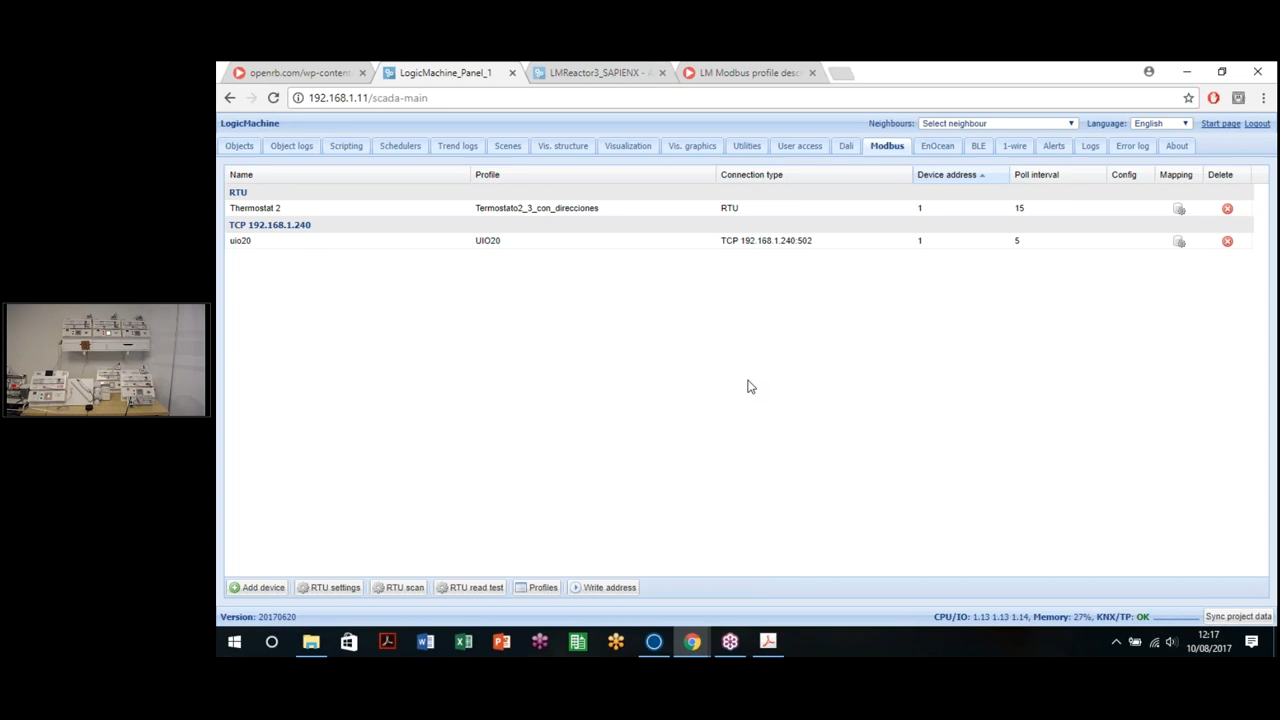 openrb.com/wp-content
LogicMachine_Panel_1
LMReactor3_SAPIENX - A
LM Modbus profile desc
192.168.1.11/scada-main
LogicMachine
Neighbours: Select neighbour Language: English Start page Logout
Objects Object logs Scripting Schedulers Trend logs Scenes Vis. structure Visualization Vis. graphics Utilities User access Dali Modbus EnOcean BLE 1-wire Alerts Logs Error log About
Name Profile Connection type Device address Poll interval Config Mapping Delete
RTU
Thermostat 2 Termostato2_3_con_direcciones RTU 1 15
TCP 192.168.1.240
uio20 UIO20 TCP 192.168.1.240:502 1 5
Add device RTU settings RTU scan RTU read test Profiles Write address
Version: 20170620 CPU/IO: 1.13 1.13 1.14, Memory: 27%, KNX/TP: OK Sync project data
12:17
10/08/2017